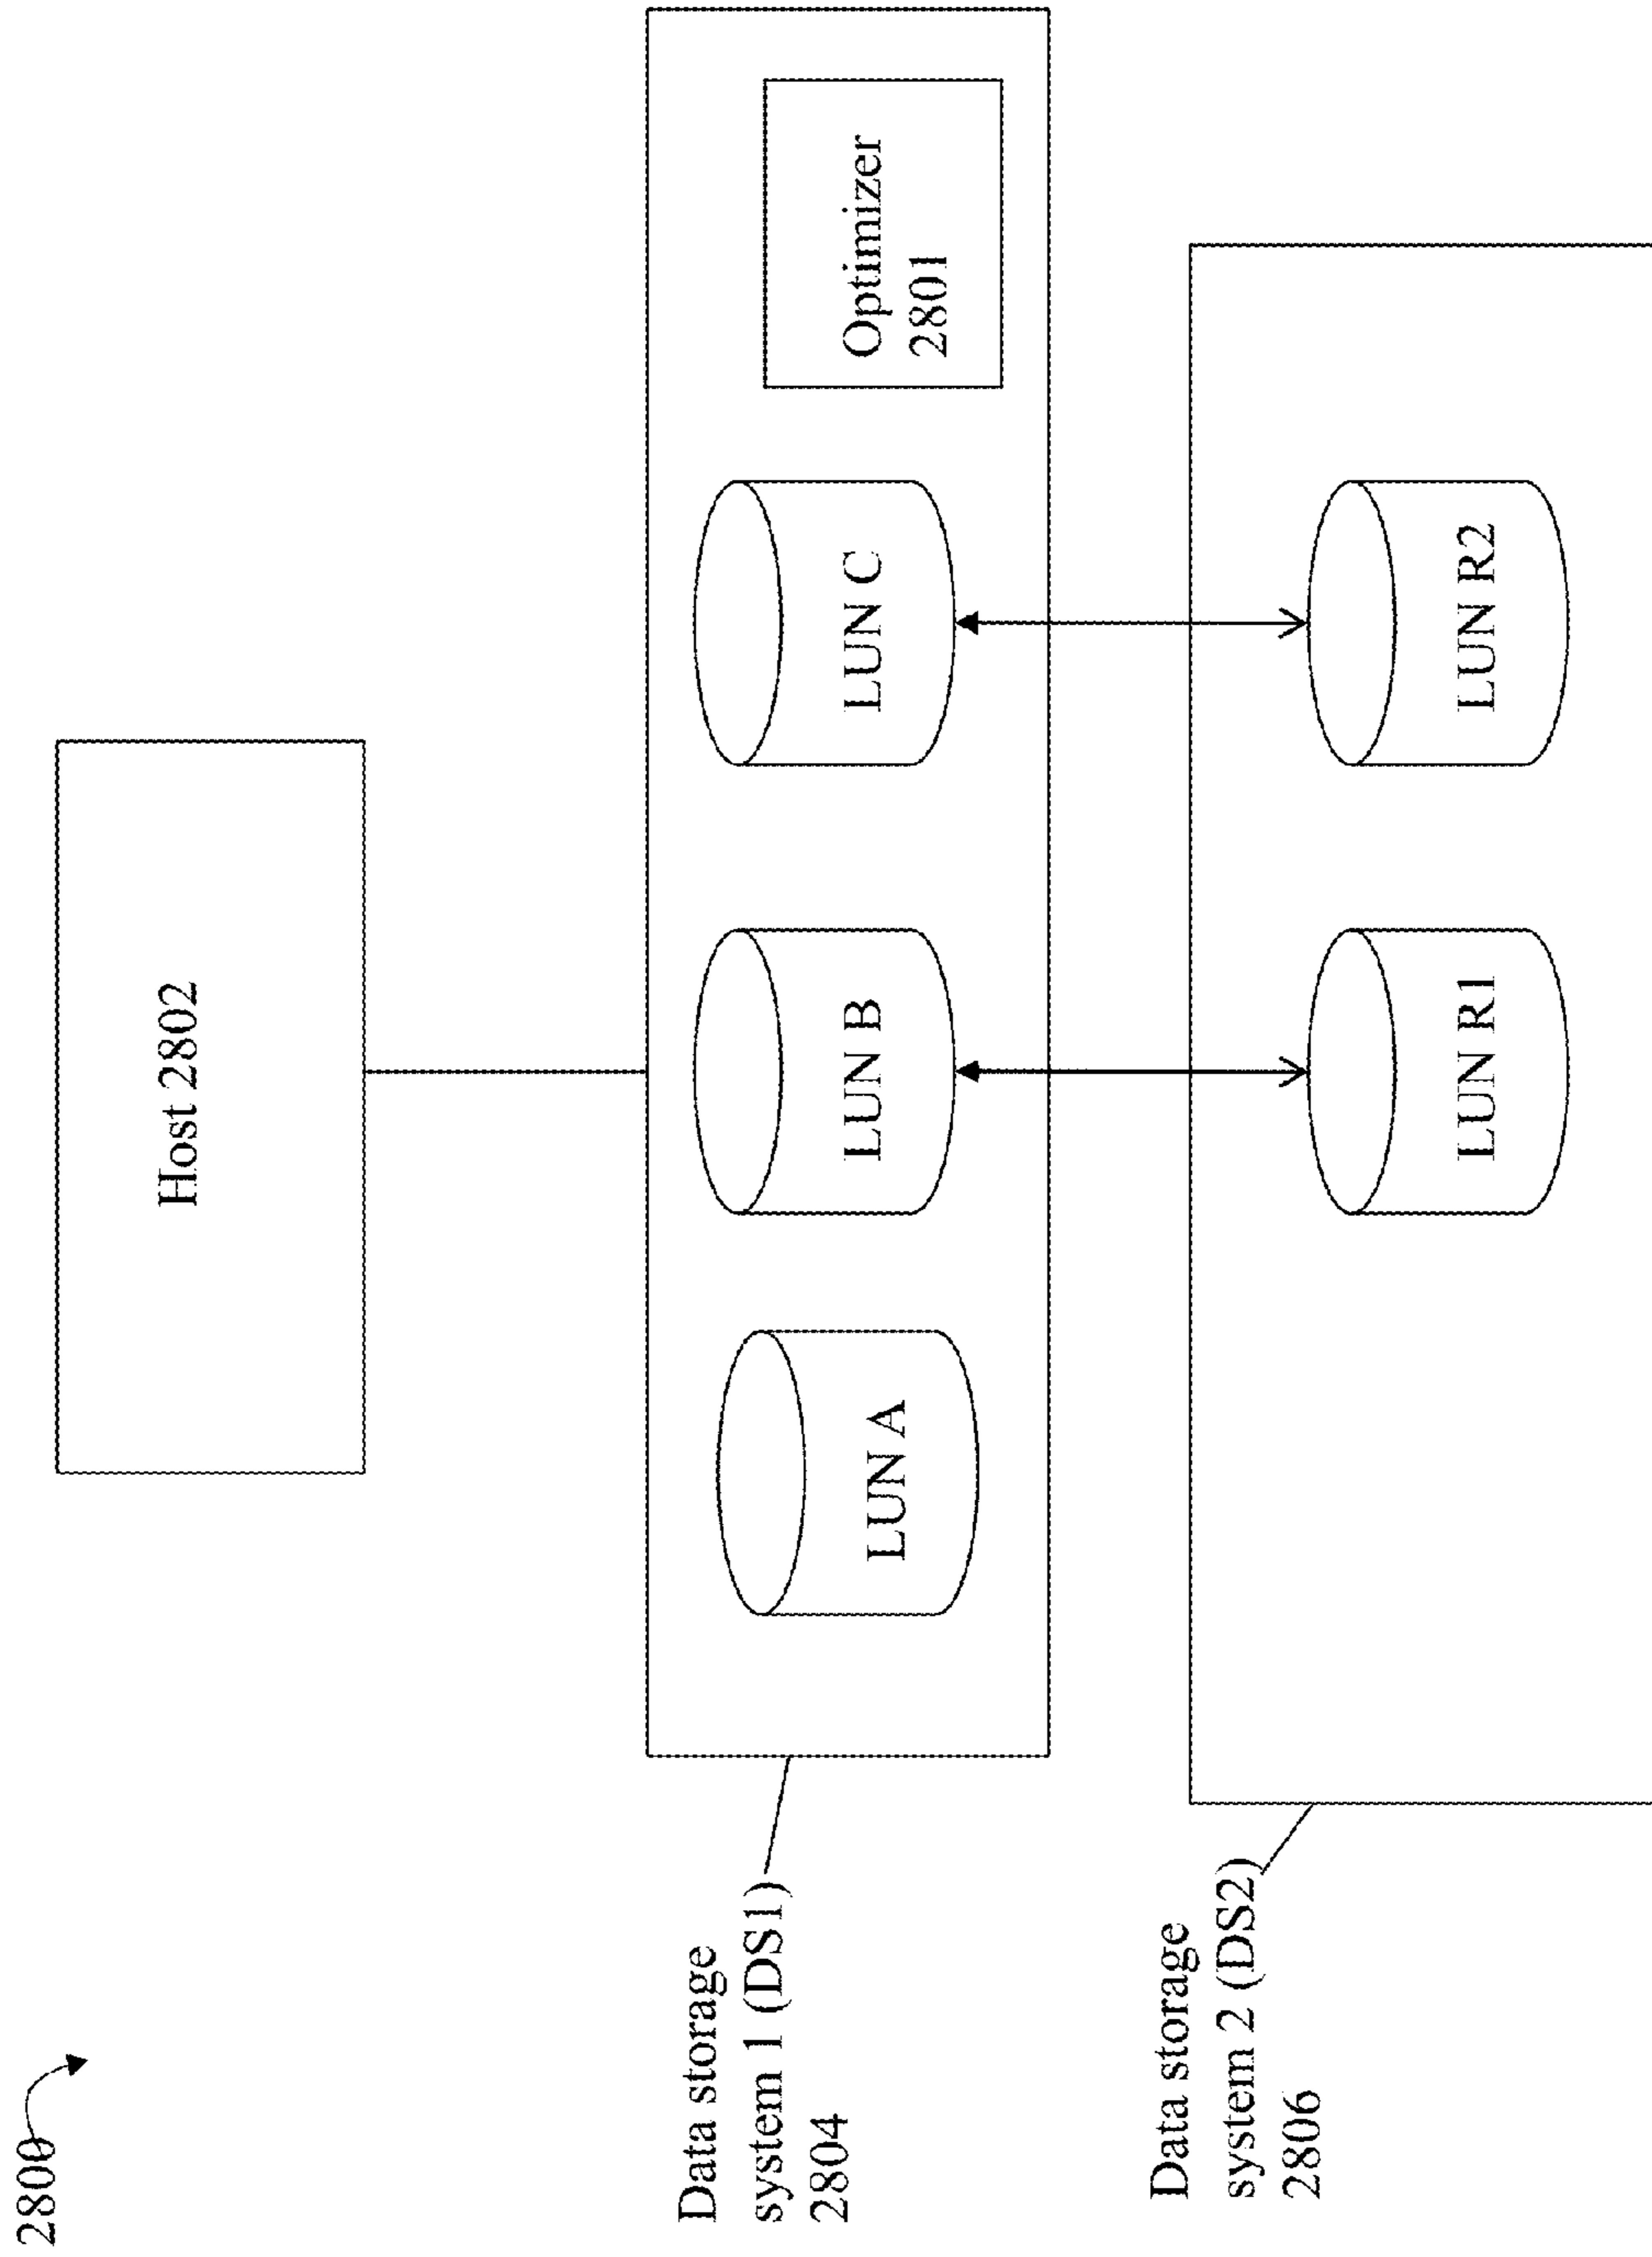 2800
Host 2802
Data storage
system 1 (DS1)
2804
LUN A
LUN B
LUN C
Optimizer
2801
Data storage
system 2 (DS2)
2806
LUN R1
LUN R2